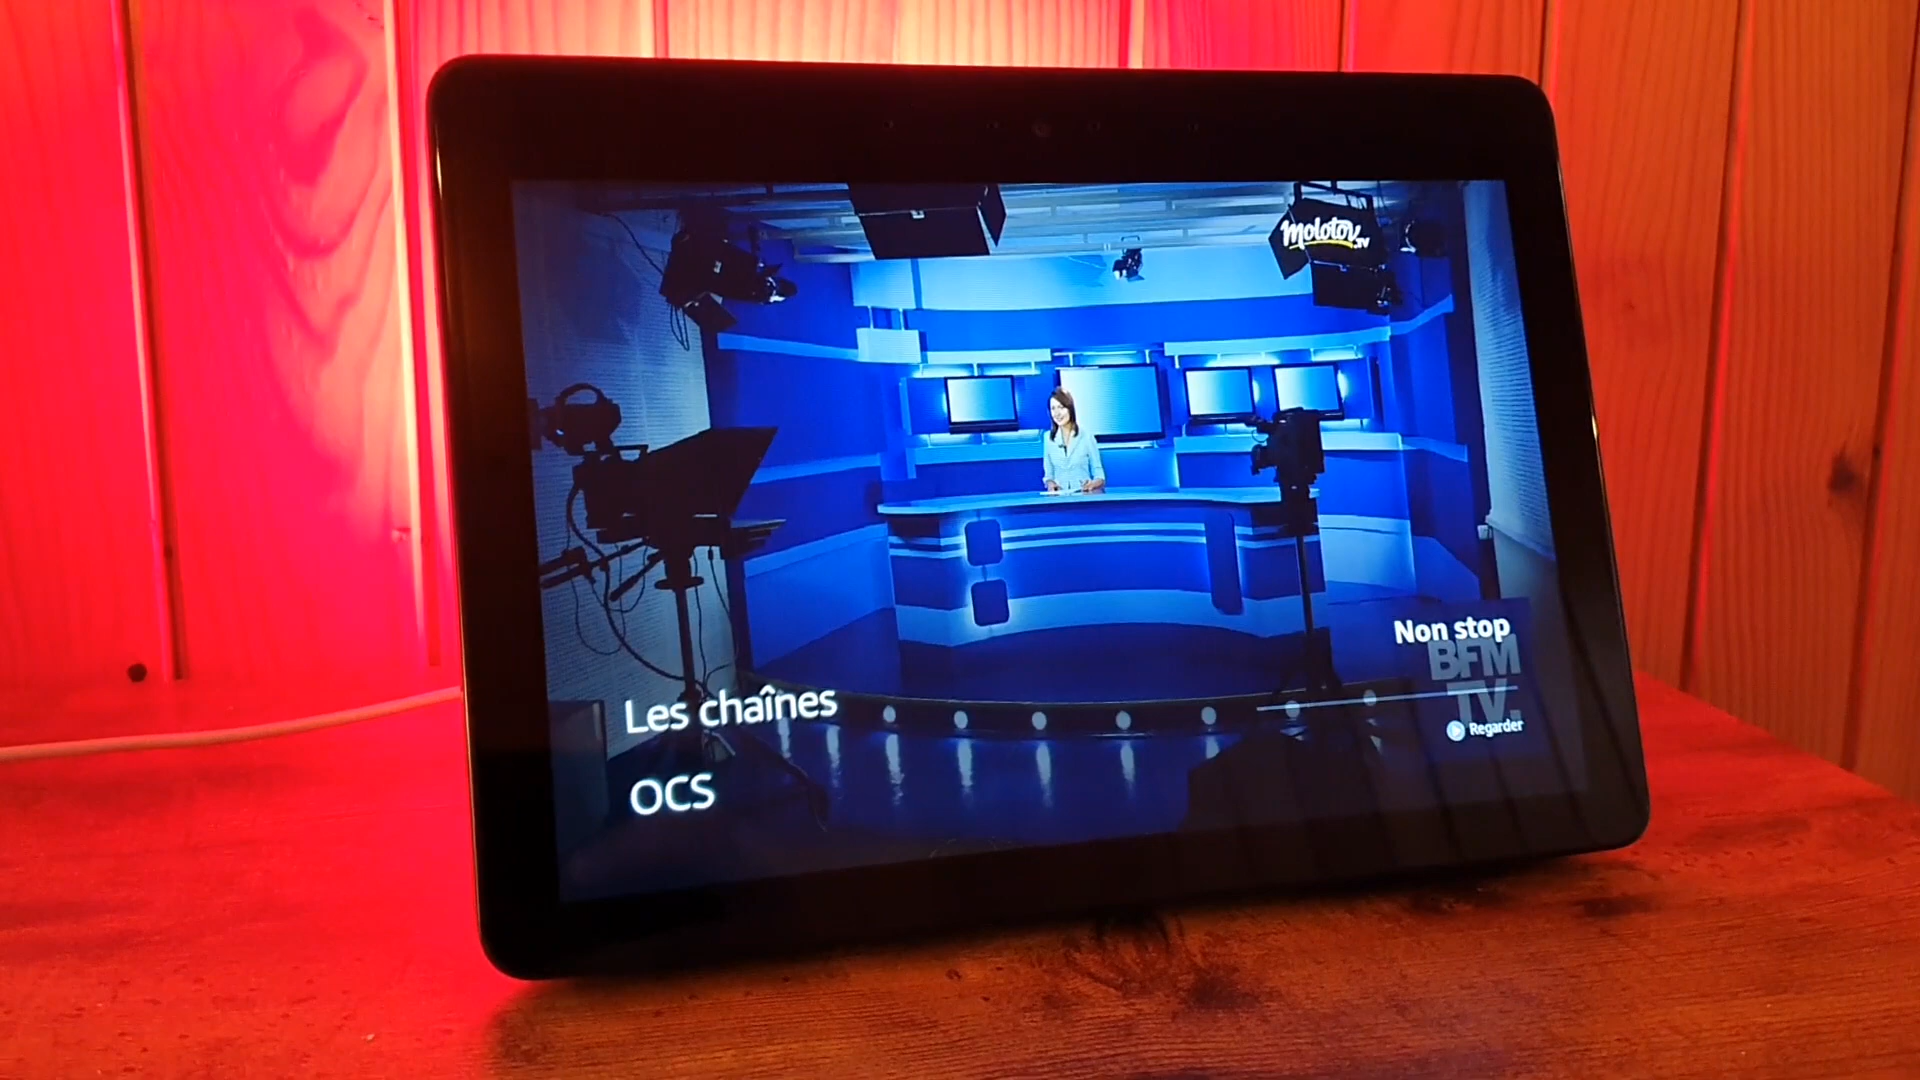 Molotov.TV
Non stop
BFM
TV.
Regarder
Les chaînes
OCS